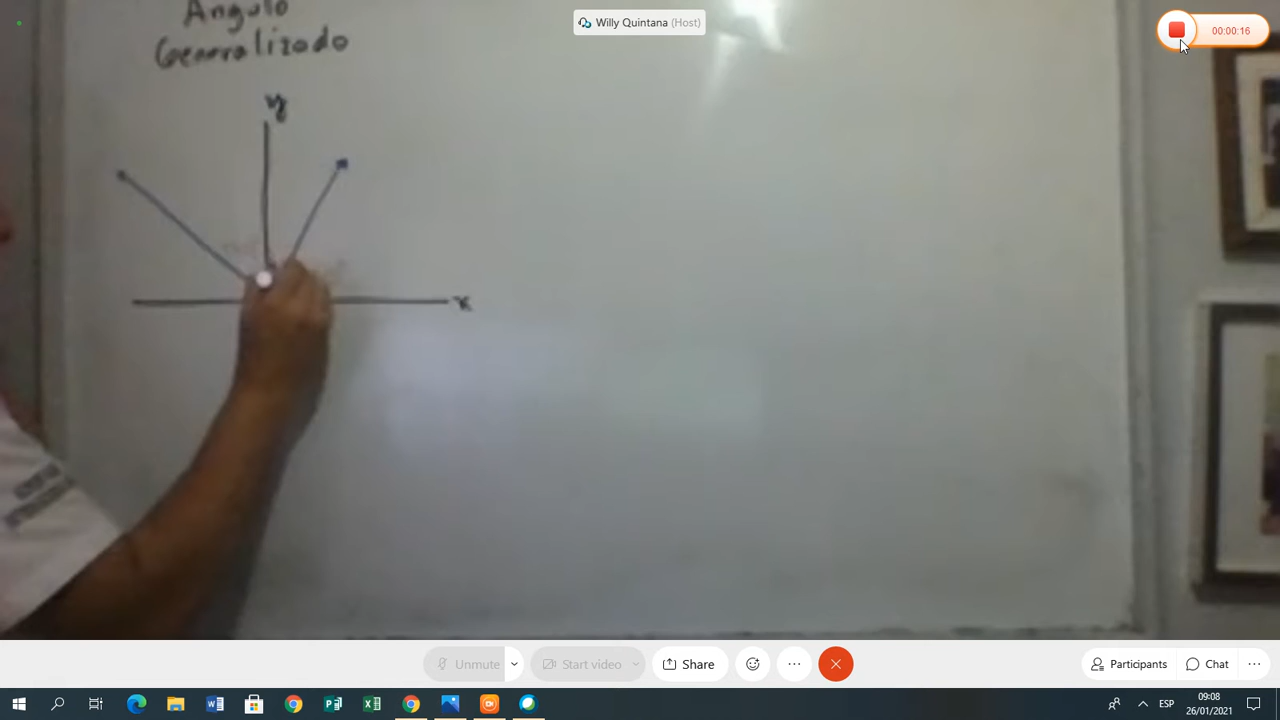 Willy Quintana (Host)
00:00:16
Angulo
Generalizado
y
x
Unmute
Start video
Share
Participants
Chat
ESP
09:08
26/01/2021